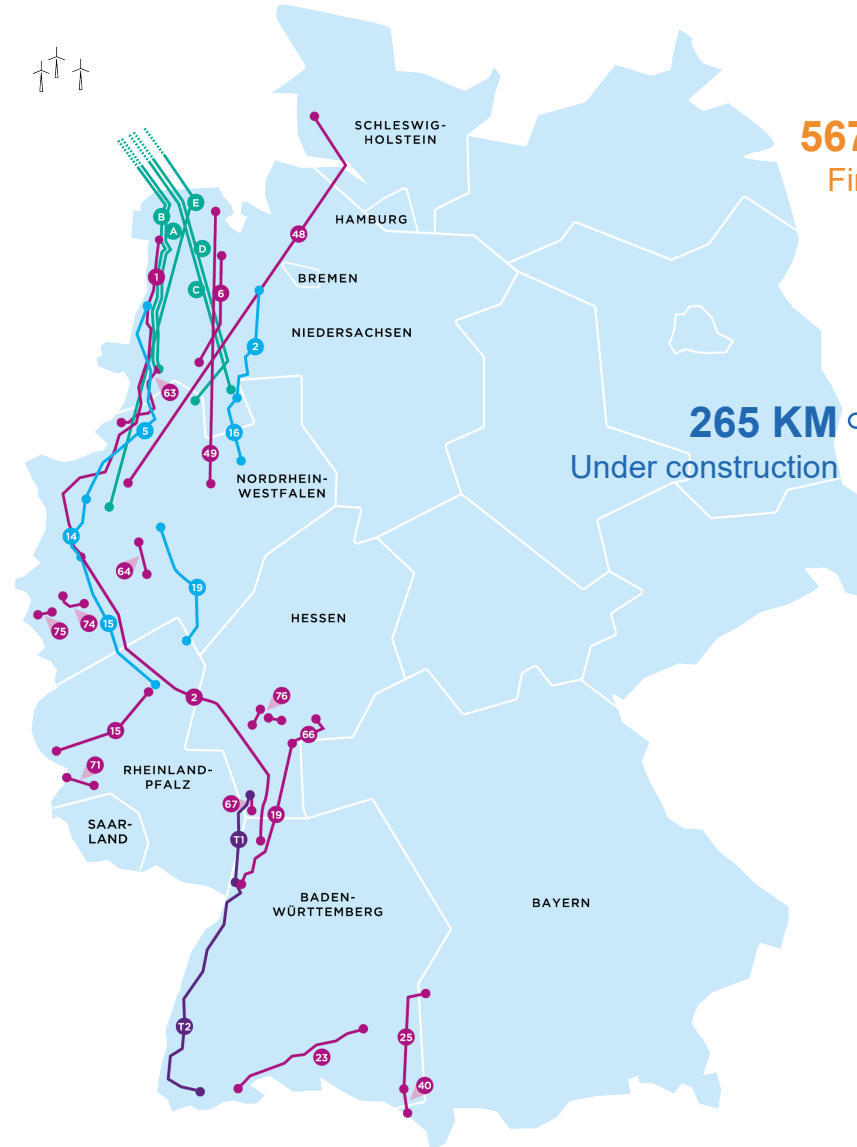 SCHLESWIG-
HOLSTEIN
567
Fir
E
B
A
HAMBURG
48
D
1
BREMEN
C
6
NIEDERSACHSEN
2
63
265 KM
5
16
49
Under construction
NORDRHEIN-
WESTFALEN
14
64
19
HESSEN
74
15
75
76
2
15
66
71
RHEINLAND-
PFALZ
67
19
SAAR-
LAND
T1
BADEN-
WÜRTTEMBERG
BAYERN
T2
25
23
40